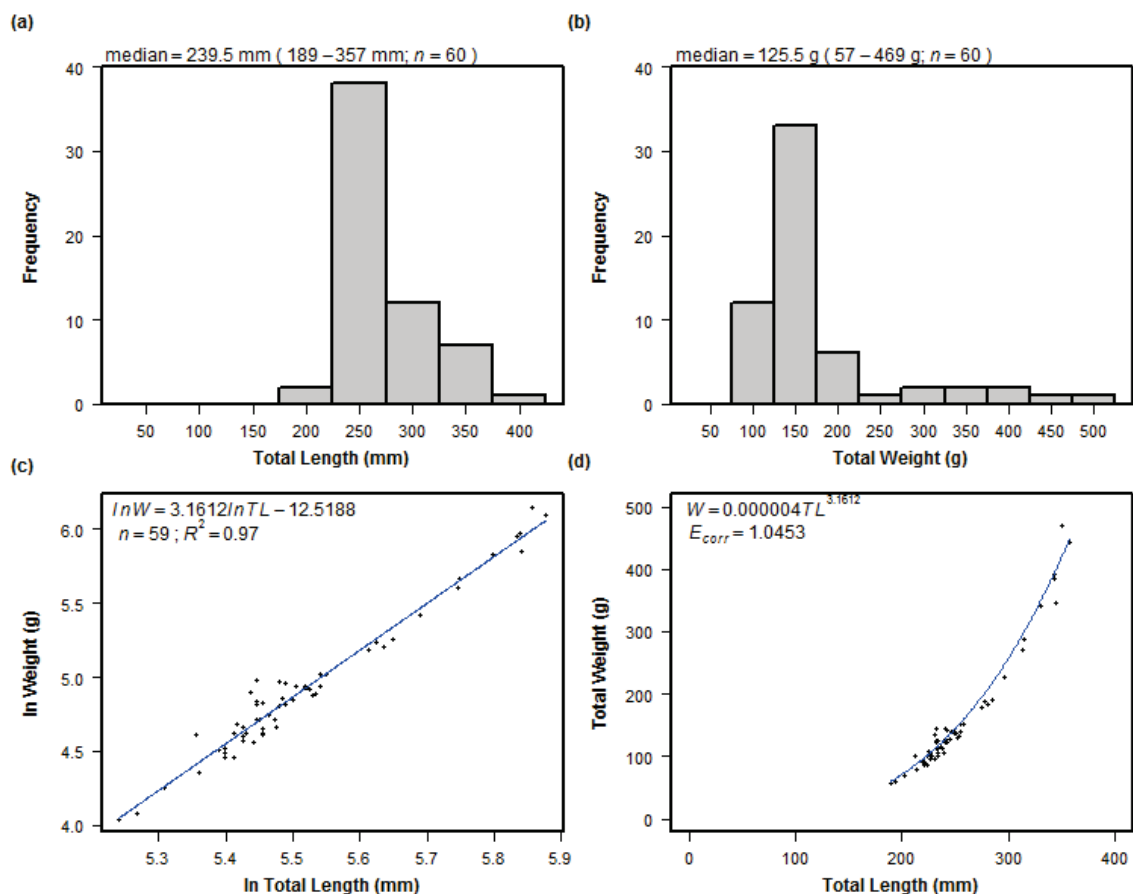 (a)
median = 239.5 mm ( 189 – 357 mm; n = 60 )
40
30
20
10
0
Frequency
50 100 150 200 250 300 350 400
Total Length (mm)
(b)
median = 125.5 g ( 57 – 469 g; n = 60 )
40
30
20
10
0
Frequency
50 100 150 200 250 300 350 400 450 500
Total Weight (g)
(c)
lnW = 3.1612lnTL – 12.5188
n = 59 ; R² = 0.97
6.0
5.5
5.0
4.5
4.0
ln Weight (g)
5.3 5.4 5.5 5.6 5.7 5.8 5.9
ln Total Length (mm)
(d)
W = 0.000004TL^3.1612
E_corr = 1.0453
500
400
300
200
100
0
Total Weight (g)
0 100 200 300 400
Total Length (mm)